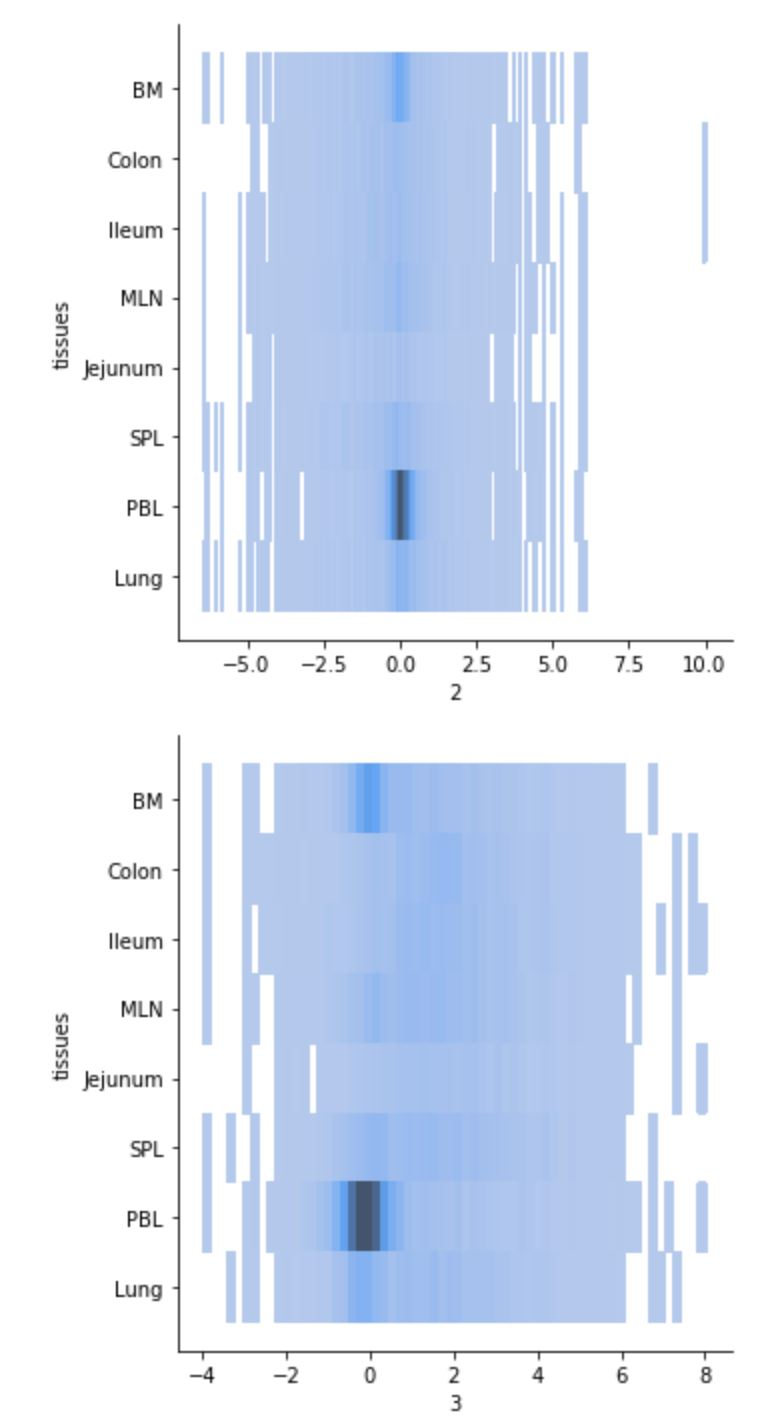 BM
Colon
Ileum
MLN
Jejunum
SPL
PBL
Lung
tissues
−5.0 −2.5 0.0 2.5 5.0 7.5 10.0
2
BM
Colon
Ileum
MLN
Jejunum
SPL
PBL
Lung
tissues
−4 −2 0 2 4 6 8
3